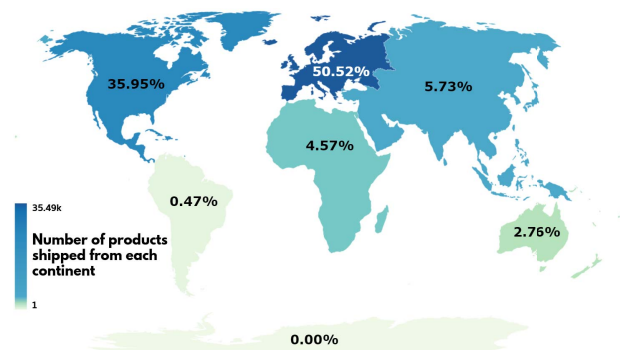 35.95%
50.52%
5.73%
4.57%
0.47%
2.76%
35.49k
Number of products
shipped from each
continent
1
0.00%